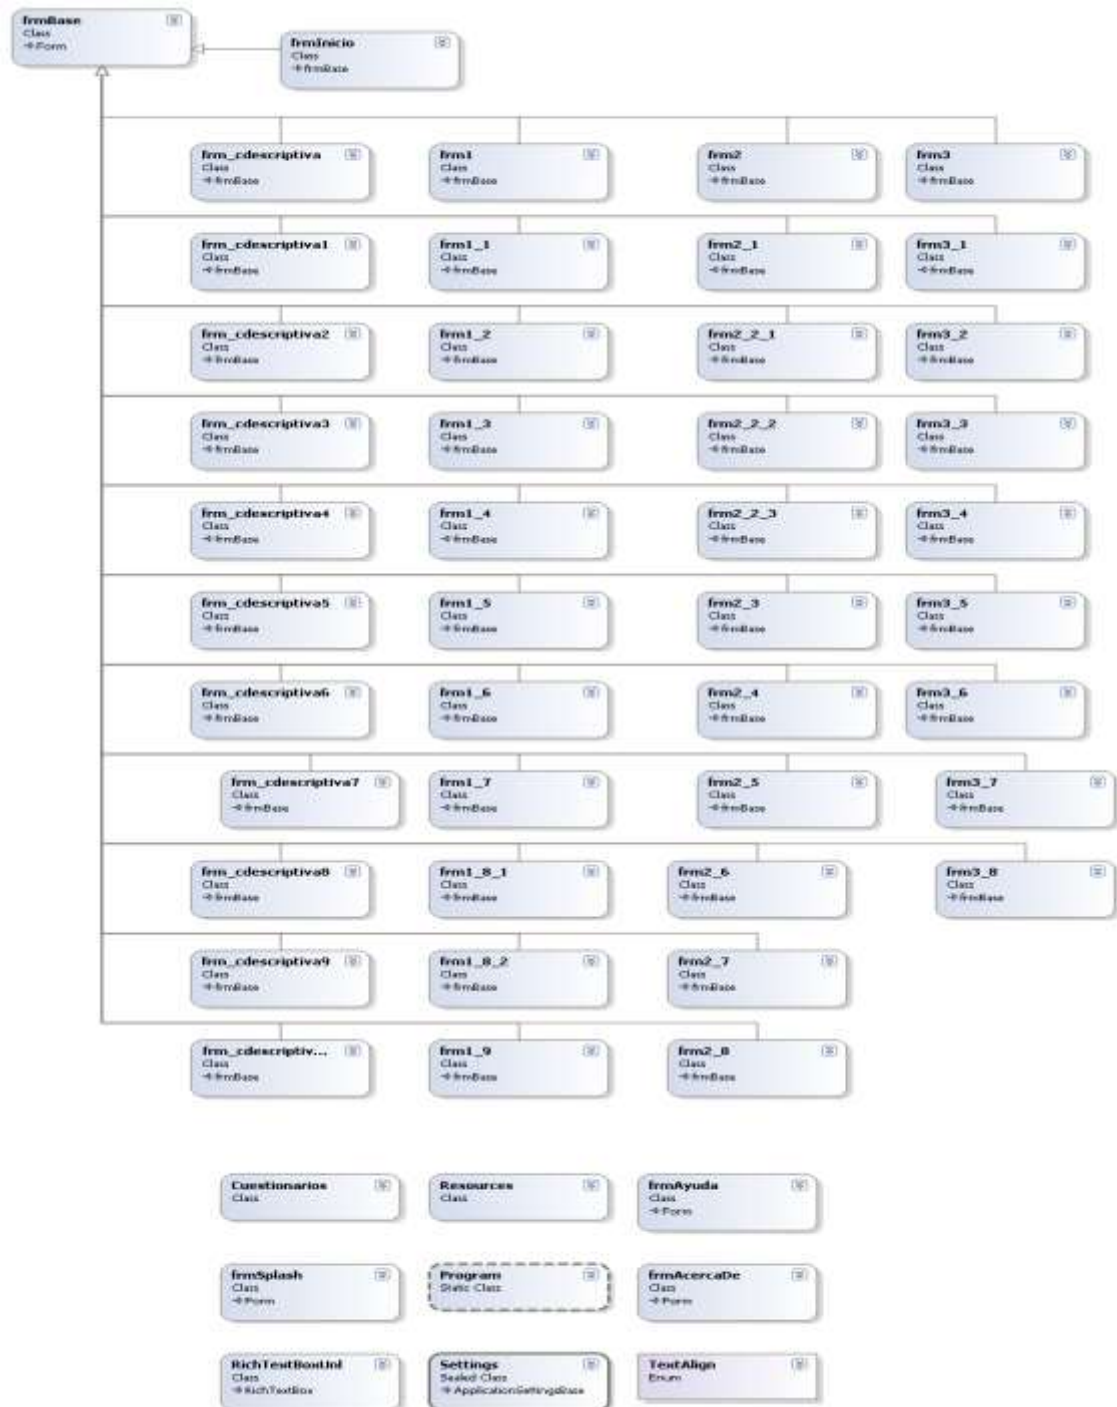 frmBase
Class
Form
frmInicio
Class
frmBase
frm_cdescriptiva
Class
frmBase
frm1
Class
frmBase
frm2
Class
frmBase
frm3
Class
frmBase
frm_cdescriptiva1
Class
frmBase
frm1_1
Class
frmBase
frm2_1
Class
frmBase
frm3_1
Class
frmBase
frm_cdescriptiva2
Class
frmBase
frm1_2
Class
frmBase
frm2_2_1
Class
frmBase
frm3_2
Class
frmBase
frm_cdescriptiva3
Class
frmBase
frm1_3
Class
frmBase
frm2_2_2
Class
frmBase
frm3_3
Class
frmBase
frm_cdescriptiva4
Class
frmBase
frm1_4
Class
frmBase
frm2_2_3
Class
frmBase
frm3_4
Class
frmBase
frm_cdescriptiva5
Class
frmBase
frm1_5
Class
frmBase
frm2_3
Class
frmBase
frm3_5
Class
frmBase
frm_cdescriptiva6
Class
frmBase
frm1_6
Class
frmBase
frm2_4
Class
frmBase
frm3_6
Class
frmBase
frm_cdescriptiva7
Class
frmBase
frm1_7
Class
frmBase
frm2_5
Class
frmBase
frm3_7
Class
frmBase
frm_cdescriptiva8
Class
frmBase
frm1_8_1
Class
frmBase
frm2_6
Class
frmBase
frm3_8
Class
frmBase
frm_cdescriptiva9
Class
frmBase
frm1_8_2
Class
frmBase
frm2_7
Class
frmBase
frm_cdescriptiv...
Class
frmBase
frm1_9
Class
frmBase
frm2_8
Class
frmBase
Cuestionarios
Class
Resources
Class
frmAyuda
Class
Form
frmSplash
Class
Form
Program
Static Class
frmAcercaDe
Class
Form
RichTextBoxUnl
Class
RichTextBox
Settings
Sealed Class
ApplicationSettingsBase
TextAlign
Enum